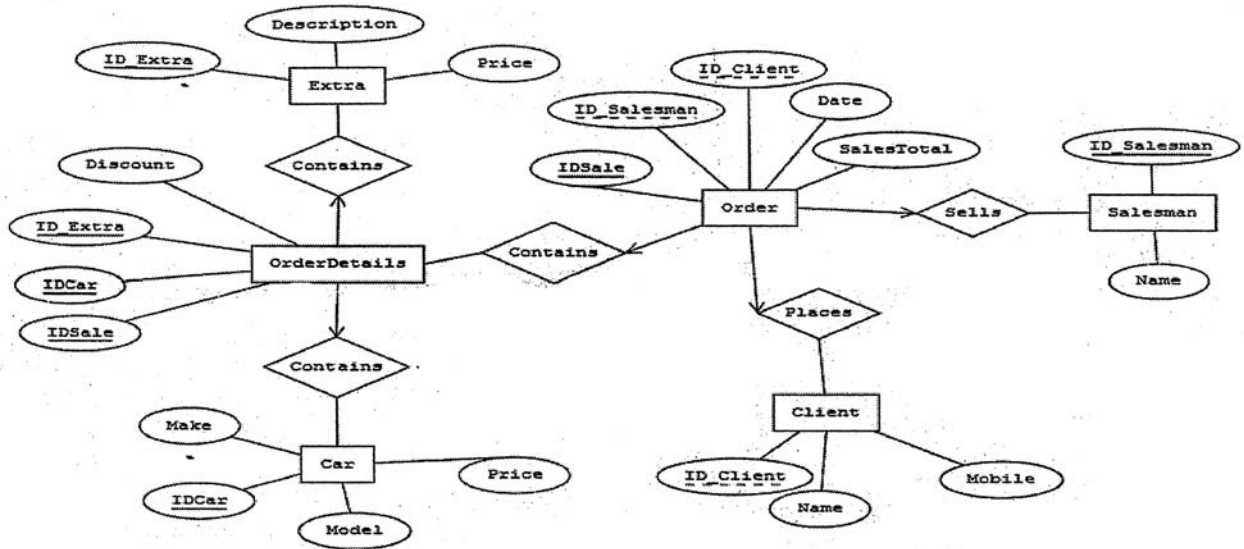 Description
ID_Extra
Price
Extra
Contains
Discount
ID_Extra
IDCar
IDSale
OrderDetails
Contains
Contains
Make
Car
IDCar
Model
Price
ID_Client
ID_Salesman
Date
IDSale
SalesTotal
Order
Sells
ID_Salesman
Salesman
Name
Places
Client
ID_Client
Name
Mobile